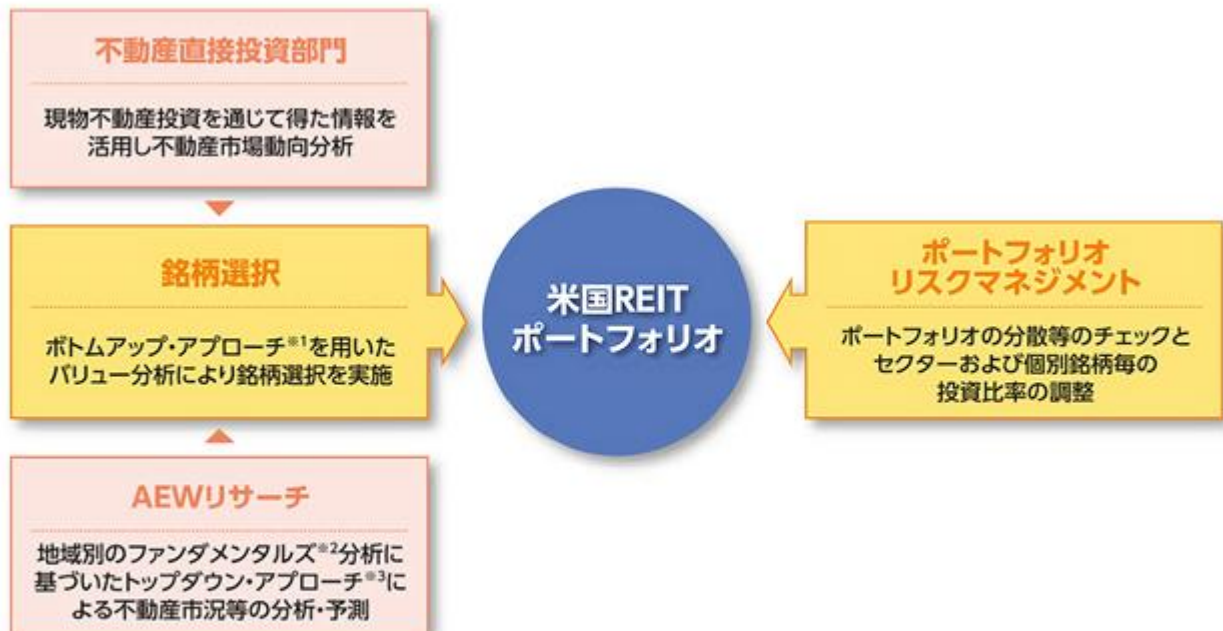 不動産直接投資部門
現物不動産投資を通じて得た情報を
活用し不動産市場動向分析
銘柄選択
ボトムアップ・アプローチ※1を用いた
バリュー分析により銘柄選択を実施
AEWリサーチ
地域別のファンダメンタルズ※2分析に
基づいたトップダウン・アプローチ※3に
よる不動産市況等の分析・予測
米国REIT
ポートフォリオ
ポートフォリオ
リスクマネジメント
ポートフォリオの分散等のチェックと
セクターおよび個別銘柄毎の
投資比率の調整